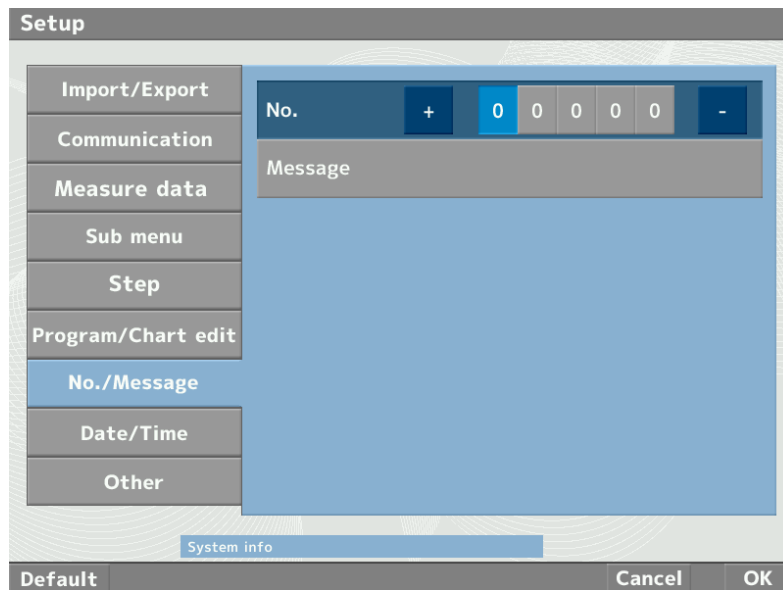 Setup
Import/Export
Communication
Measure data
Sub menu
Step
Program/Chart edit
No./Message
Date/Time
Other
No. + 0 0 0 0 0 -
Message
System info
Default Cancel OK